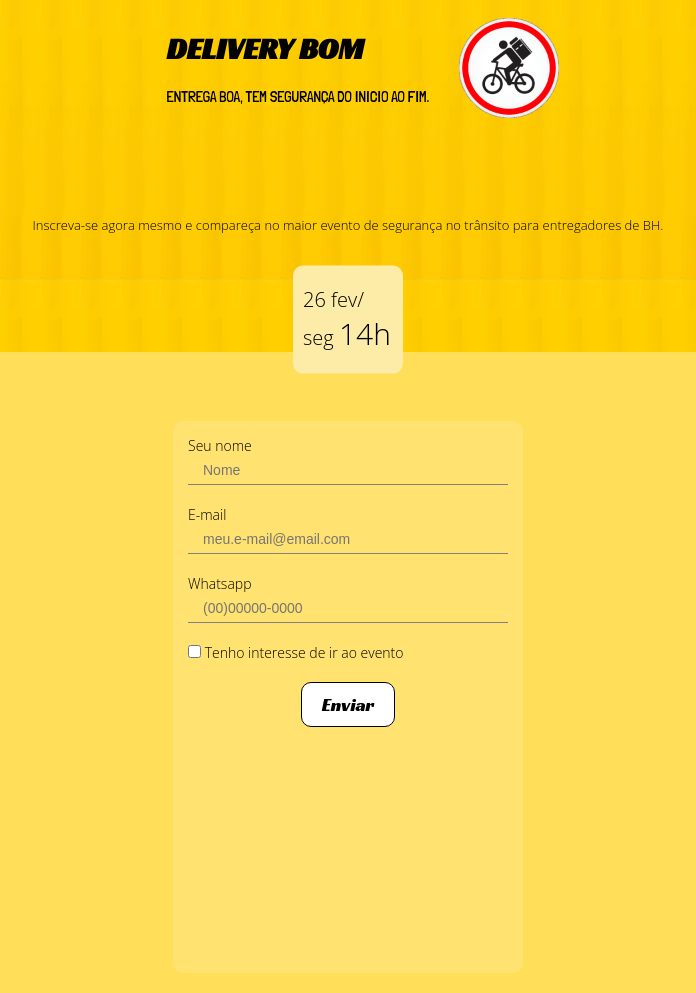 DELIVERY BOM
ENTREGA BOA, TEM SEGURANÇA DO INICIO AO FIM.
Inscreva-se agora mesmo e compareça no maior evento de segurança no trânsito para entregadores de BH.
26 fev/
seg 14h
Seu nome
Nome
E-mail
meu.e-mail@email.com
Whatsapp
(00)00000-0000
Tenho interesse de ir ao evento
Enviar